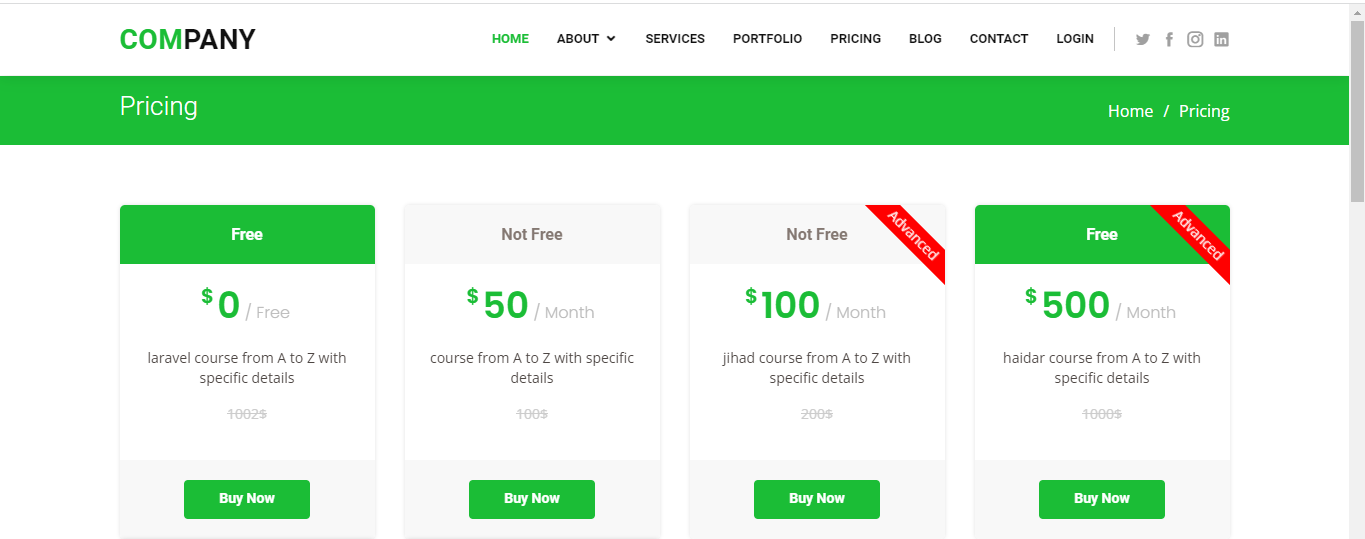 COMPANY
HOME ABOUT SERVICES PORTFOLIO PRICING BLOG CONTACT LOGIN
Pricing
Home / Pricing
Free
$0 / Free
laravel course from A to Z with
specific details
1002$
Buy Now
Not Free
$50 / Month
course from A to Z with specific
details
100$
Buy Now
Not Free
Advanced
$100 / Month
jihad course from A to Z with
specific details
200$
Buy Now
Free
Advanced
$500 / Month
haidar course from A to Z with
specific details
1000$
Buy Now